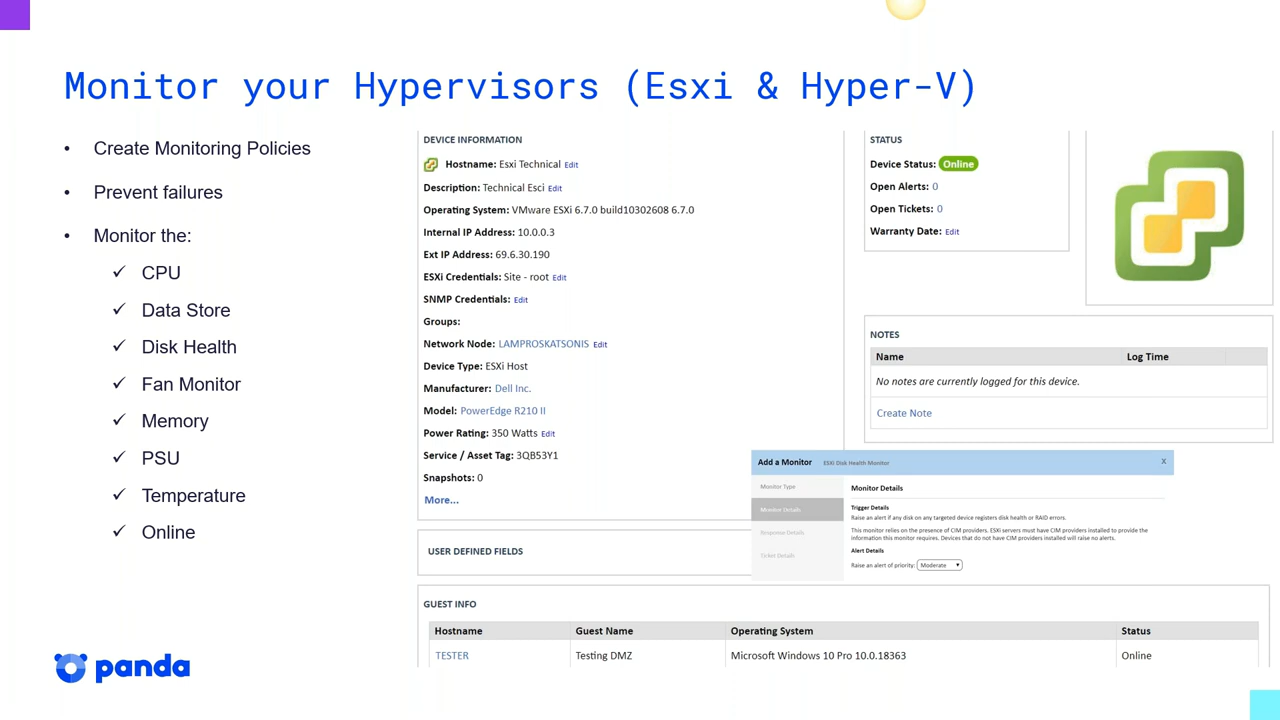 Monitor your Hypervisors (Esxi & Hyper-V)
• Create Monitoring Policies
• Prevent failures
• Monitor the:
✓ CPU
✓ Data Store
✓ Disk Health
✓ Fan Monitor
✓ Memory
✓ PSU
✓ Temperature
✓ Online
panda
DEVICE INFORMATION
Hostname: Esxi Technical Edit
Description: Technical Esci Edit
Operating System: VMware ESXi 6.7.0 build10302608 6.7.0
Internal IP Address: 10.0.0.3
Ext IP Address: 69.6.30.190
ESXi Credentials: Site - root Edit
SNMP Credentials: Edit
Groups:
Network Node: LAMPROSKATSONIS Edit
Device Type: ESXi Host
Manufacturer: Dell Inc.
Model: PowerEdge R210 II
Power Rating: 350 Watts Edit
Service / Asset Tag: 3QB53Y1
Snapshots: 0
More...
STATUS
Device Status: Online
Open Alerts: 0
Open Tickets: 0
Warranty Date: Edit
NOTES
Name Log Time
No notes are currently logged for this device.
Create Note
Add a Monitor ESXi Disk Health Monitor X
Monitor Type
Monitor Details
Response Details
Ticket Details
Monitor Details
Trigger Details
Raise an alert if any disk on any targeted device registers disk health or RAID errors.
This monitor relies on the presence of CIM providers. ESXi servers must have CIM providers installed to provide the
information this monitor requires. Devices that do not have CIM providers installed will raise no alerts.
Alert Details
Raise an alert of priority: Moderate
USER DEFINED FIELDS
GUEST INFO
Hostname Guest Name Operating System Status
TESTER Testing DMZ Microsoft Windows 10 Pro 10.0.18363 Online